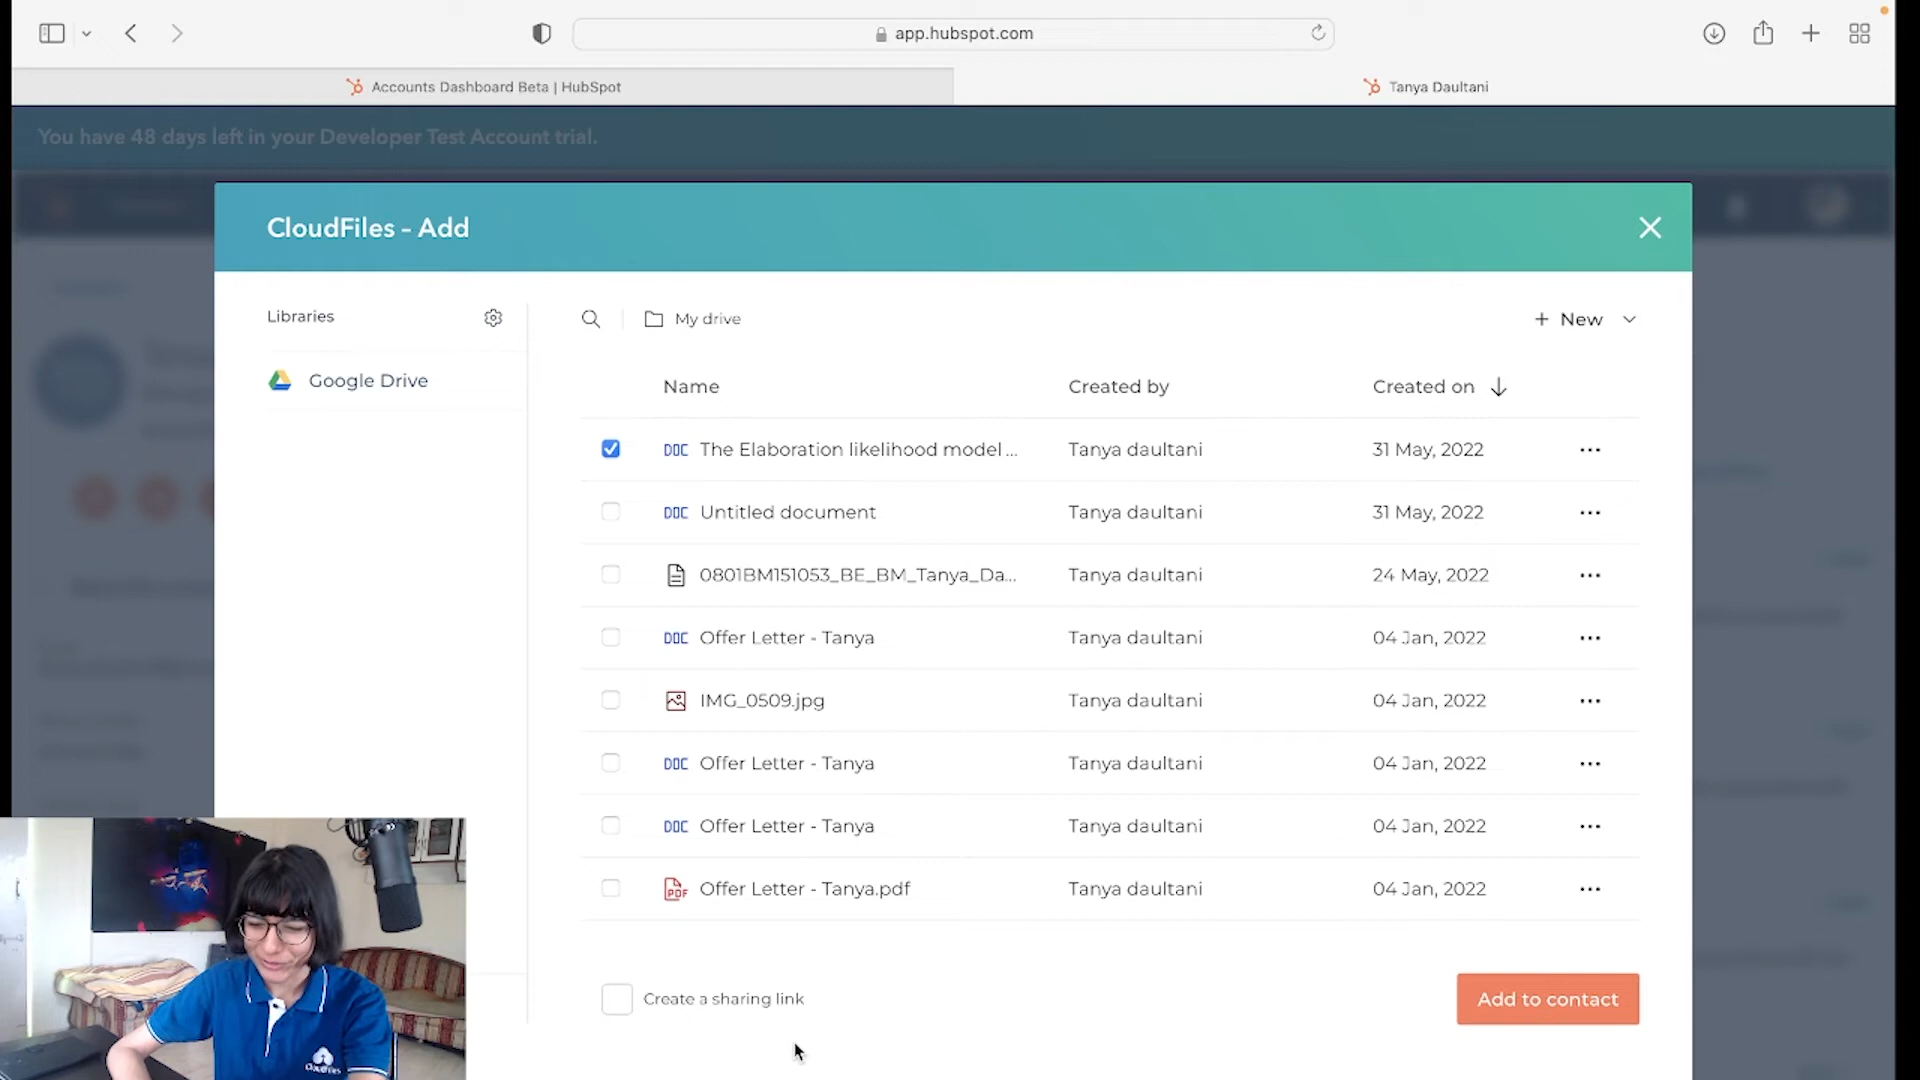 app.hubspot.com
Accounts Dashboard Beta | HubSpot
Tanya Daultani
You have 48 days left in your Developer Test Account trial.
CloudFiles - Add
Libraries
My drive
+ New
Google Drive
Name Created by Created on
DOC The Elaboration likelihood model ... Tanya daultani 31 May, 2022
DOC Untitled document Tanya daultani 31 May, 2022
0801BM151053_BE_BM_Tanya_Da... Tanya daultani 24 May, 2022
DOC Offer Letter - Tanya Tanya daultani 04 Jan, 2022
IMG_0509.jpg Tanya daultani 04 Jan, 2022
DOC Offer Letter - Tanya Tanya daultani 04 Jan, 2022
DOC Offer Letter - Tanya Tanya daultani 04 Jan, 2022
PDF Offer Letter - Tanya.pdf Tanya daultani 04 Jan, 2022
Create a sharing link
Add to contact
CloudFiles